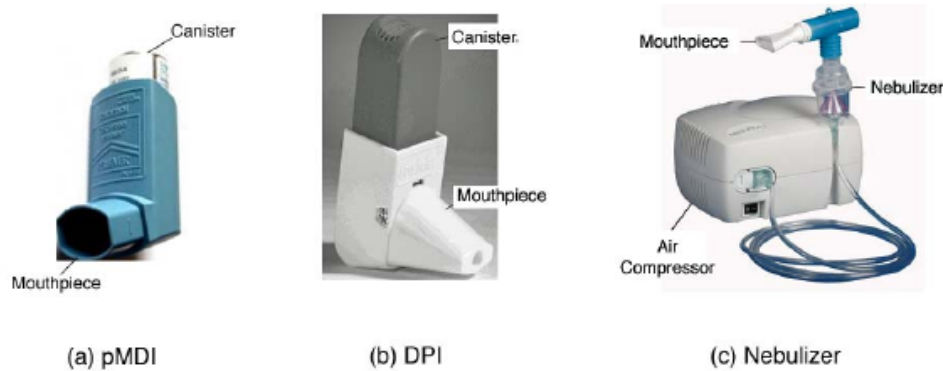 Canister
Mouthpiece
(a) pMDI
Canister
Mouthpiece
(b) DPI
Mouthpiece
Nebulizer
Air
Compressor
(c) Nebulizer